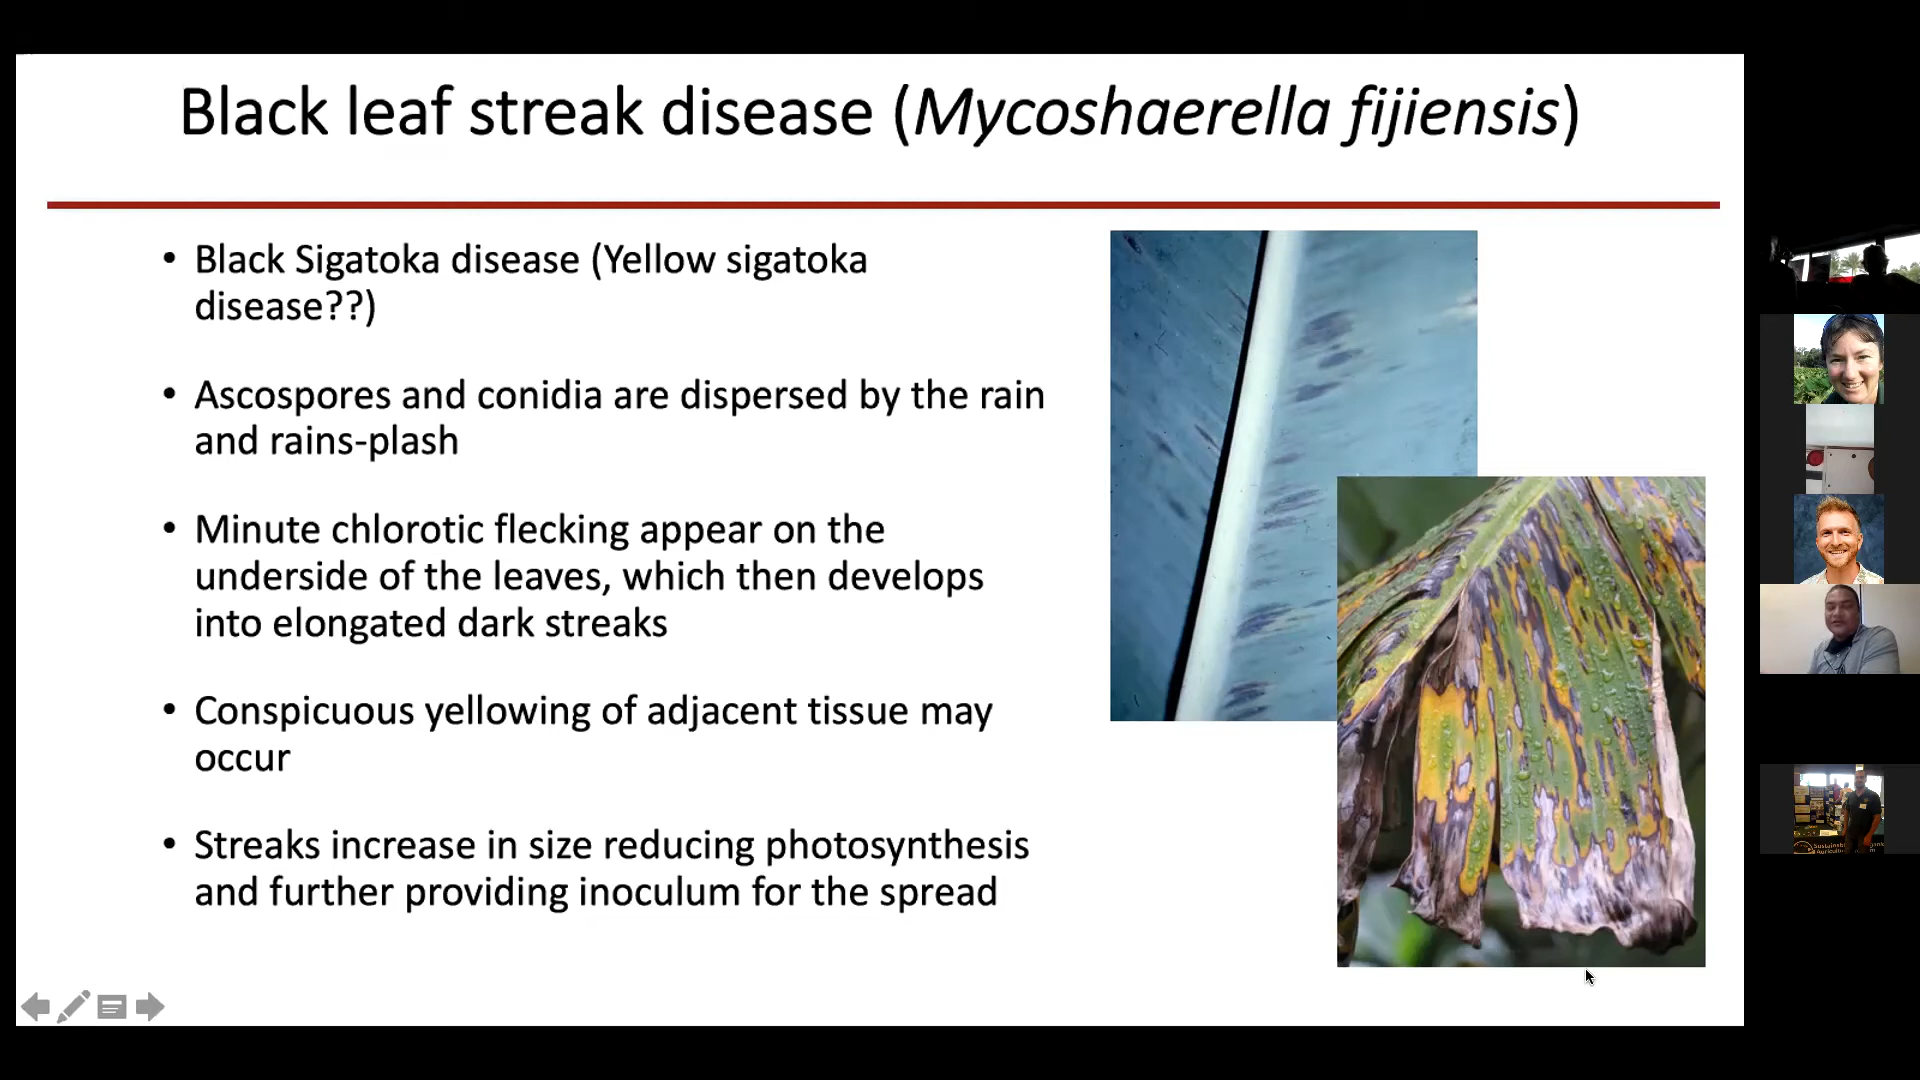 Black leaf streak disease (Mycoshaerella fijiensis)
• Black Sigatoka disease (Yellow sigatoka
disease??)
• Ascospores and conidia are dispersed by the rain
and rains-plash
• Minute chlorotic flecking appear on the
underside of the leaves, which then develops
into elongated dark streaks
• Conspicuous yellowing of adjacent tissue may
occur
• Streaks increase in size reducing photosynthesis
and further providing inoculum for the spread